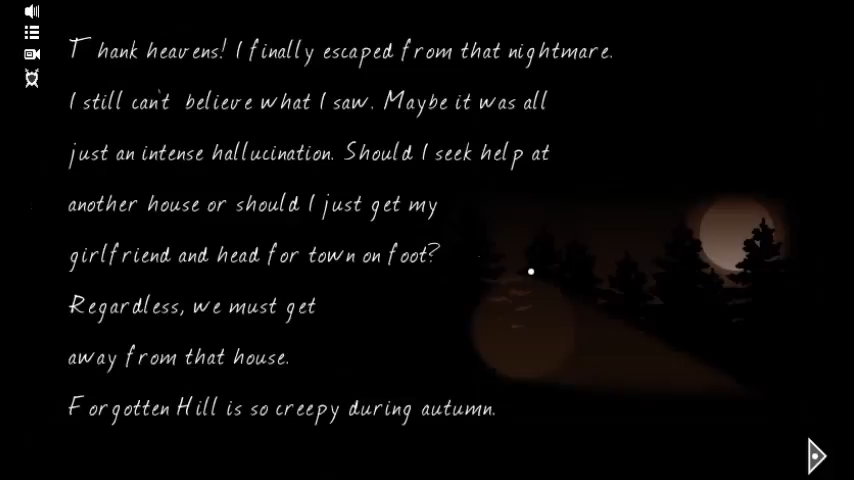 Thank heavens! I finally escaped from that nightmare.
I still can't believe what I saw. Maybe it was all
just an intense hallucination. Should I seek help at
another house or should I just get my
girlfriend and head for town on foot?
Regardless, we must get
away from that house.
Forgotten Hill is so creepy during autumn.